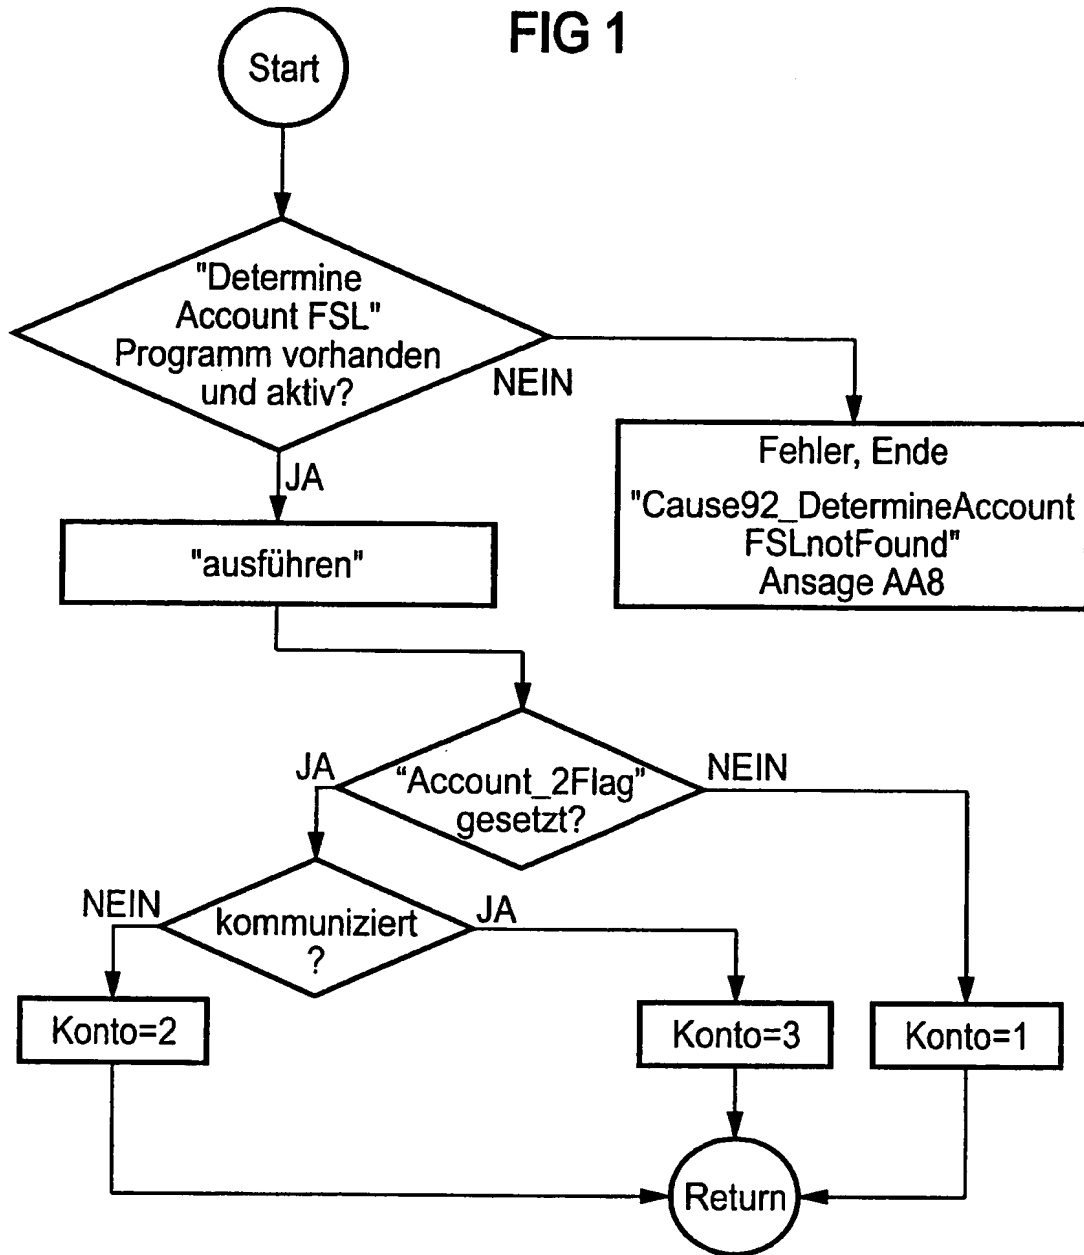 FIG 1
Start
"Determine
Account FSL"
Programm vorhanden
und aktiv?
NEIN
JA
Fehler, Ende
"Cause92_DetermineAccount
FSLnotFound"
Ansage AA8
"ausführen"
JA
"Account_2Flag"
gesetzt?
NEIN
NEIN
kommuniziert
?
JA
Konto=2
Konto=3
Konto=1
Return